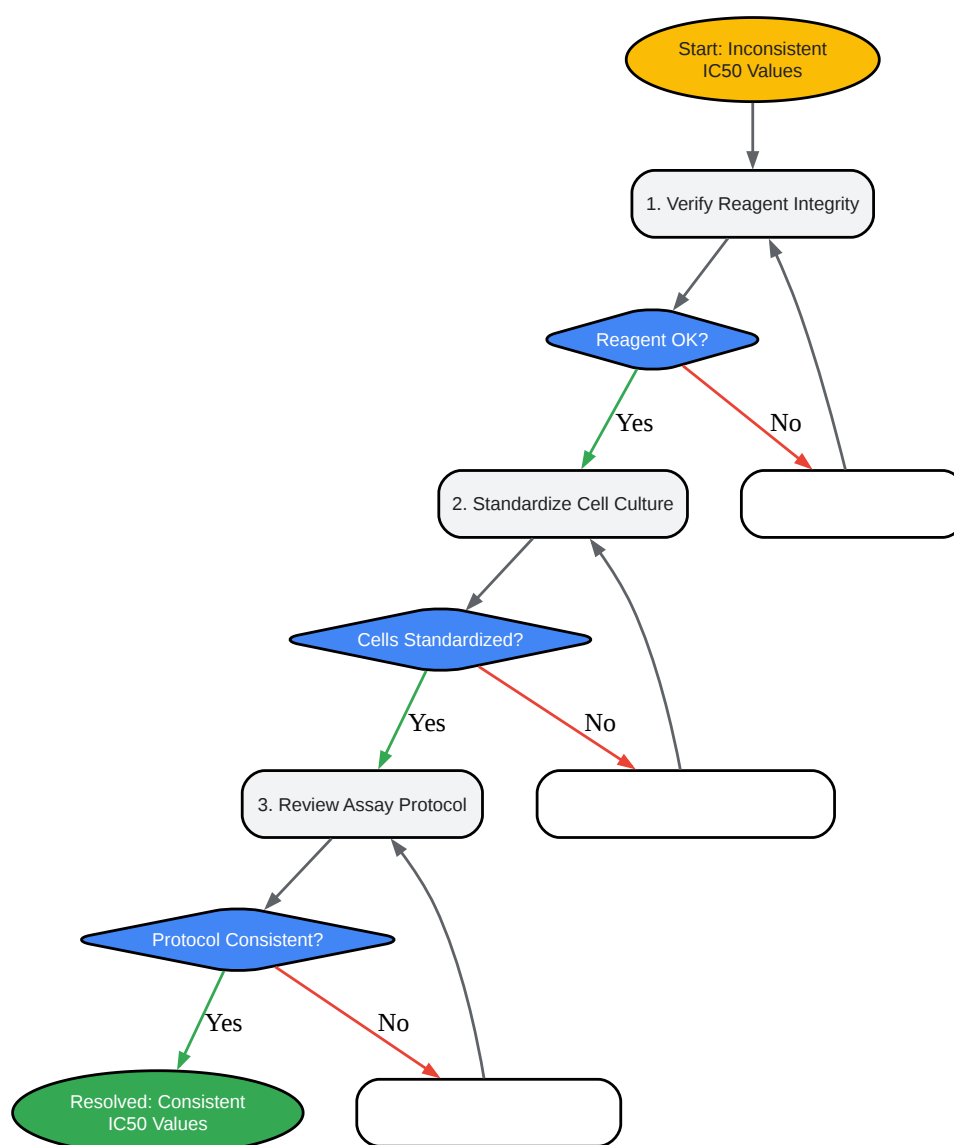 Start: Inconsistent
IC50 Values
1. Verify Reagent Integrity
Reagent OK?
Yes
No
2. Standardize Cell Culture
Cells Standardized?
Yes
No
3. Review Assay Protocol
Protocol Consistent?
Yes
No
Resolved: Consistent
IC50 Values